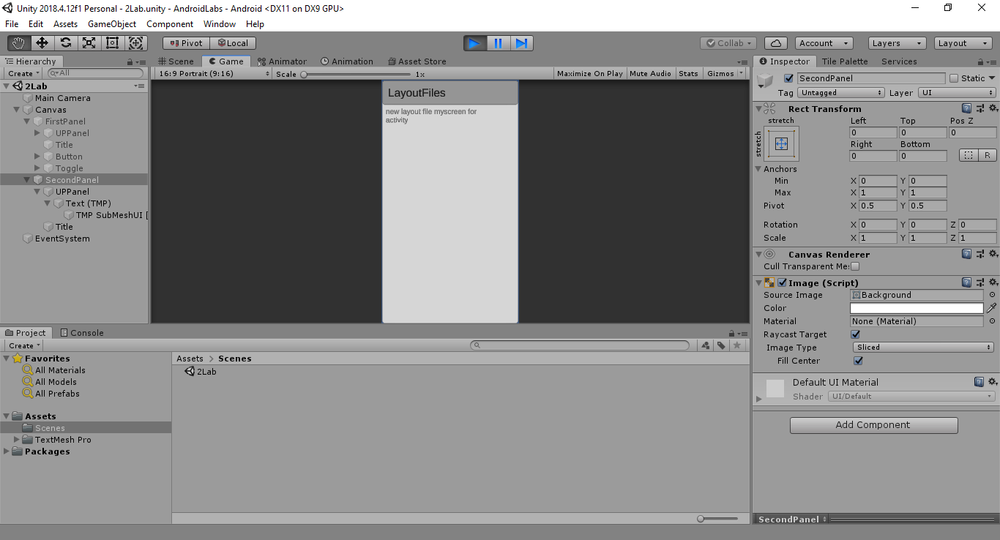 Unity 2018.4.12f1 Personal - 2Lab.unity - AndroidLabs - Android <DX11 on DX9 GPU>
File Edit Assets GameObject Component Window Help
Pivot Local Collab Account Layers Layout
Hierarchy
Create All
2Lab
Main Camera
Canvas
FirstPanel
UPPanel
Title
Button
Toggle
SecondPanel
UPPanel
Text (TMP)
TMP SubMeshUI [
Title
EventSystem
Scene Game Animator Animation Asset Store
16:9 Portrait (9:16) Scale 1x Maximize On Play Mute Audio Stats Gizmos
LayoutFiles
new layout file myscreen for
activity
Inspector Tile Palette Services
SecondPanel Static
Tag Untagged Layer UI
Rect Transform
stretch Left Top Pos Z
stretch 0 0 0
Right Bottom
0 0 R
Anchors
Min X 0 Y 0
Max X 1 Y 1
Pivot X 0.5 Y 0.5
Rotation X 0 Y 0 Z 0
Scale X 1 Y 1 Z 1
Canvas Renderer
Cull Transparent Me
Image (Script)
Source Image Background
Color
Material None (Material)
Raycast Target
Image Type Sliced
Fill Center
Default UI Material
Shader UI/Default
Add Component
SecondPanel
Project Console
Create
Favorites
All Materials
All Models
All Prefabs
Assets
Scenes
TextMesh Pro
Packages
Assets > Scenes
2Lab